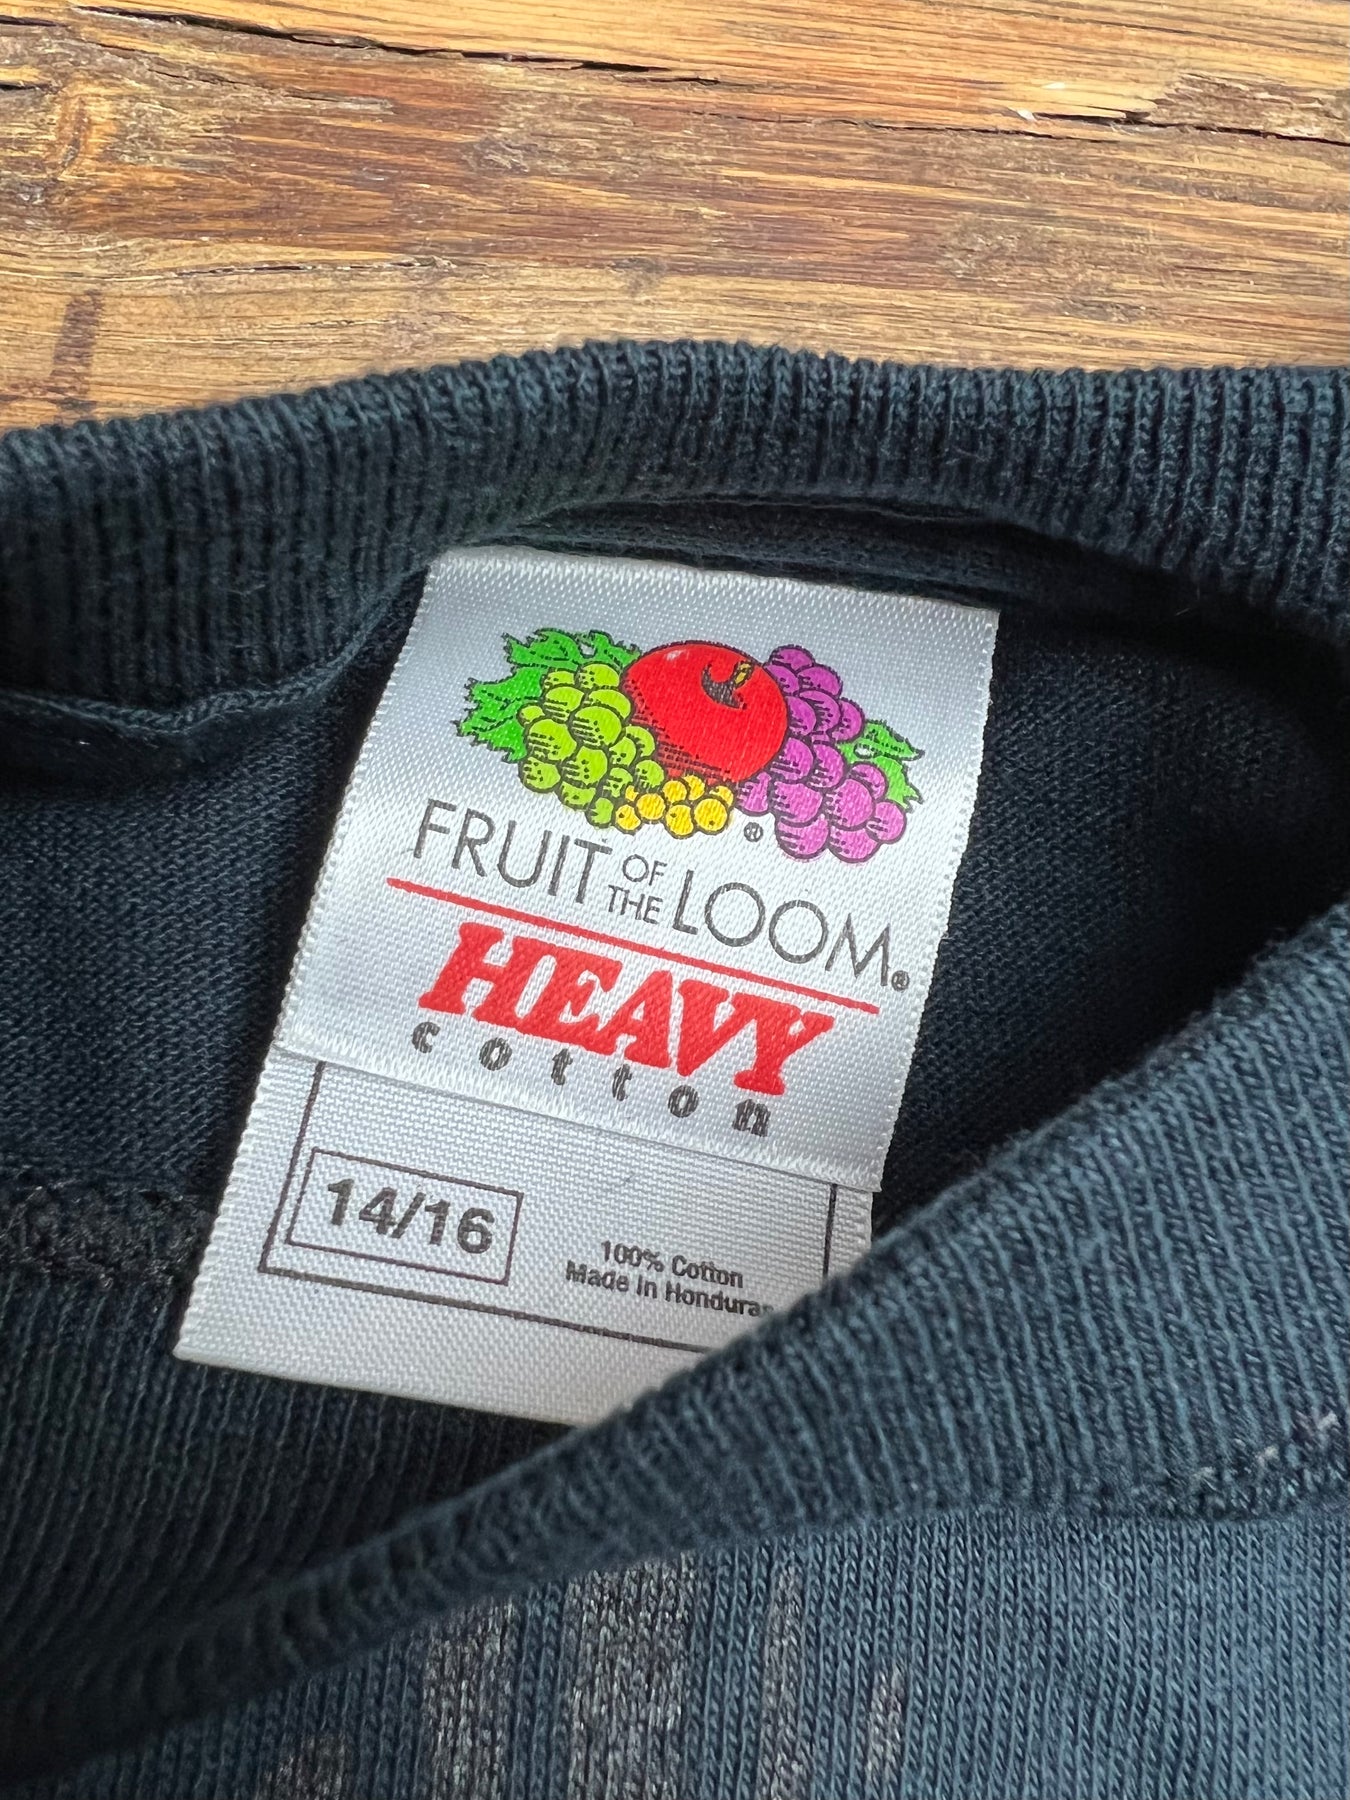 ®
FRUIT OF THE LOOM®
HEAVY
cotton
14/16
100% Cotton
Made in Honduras